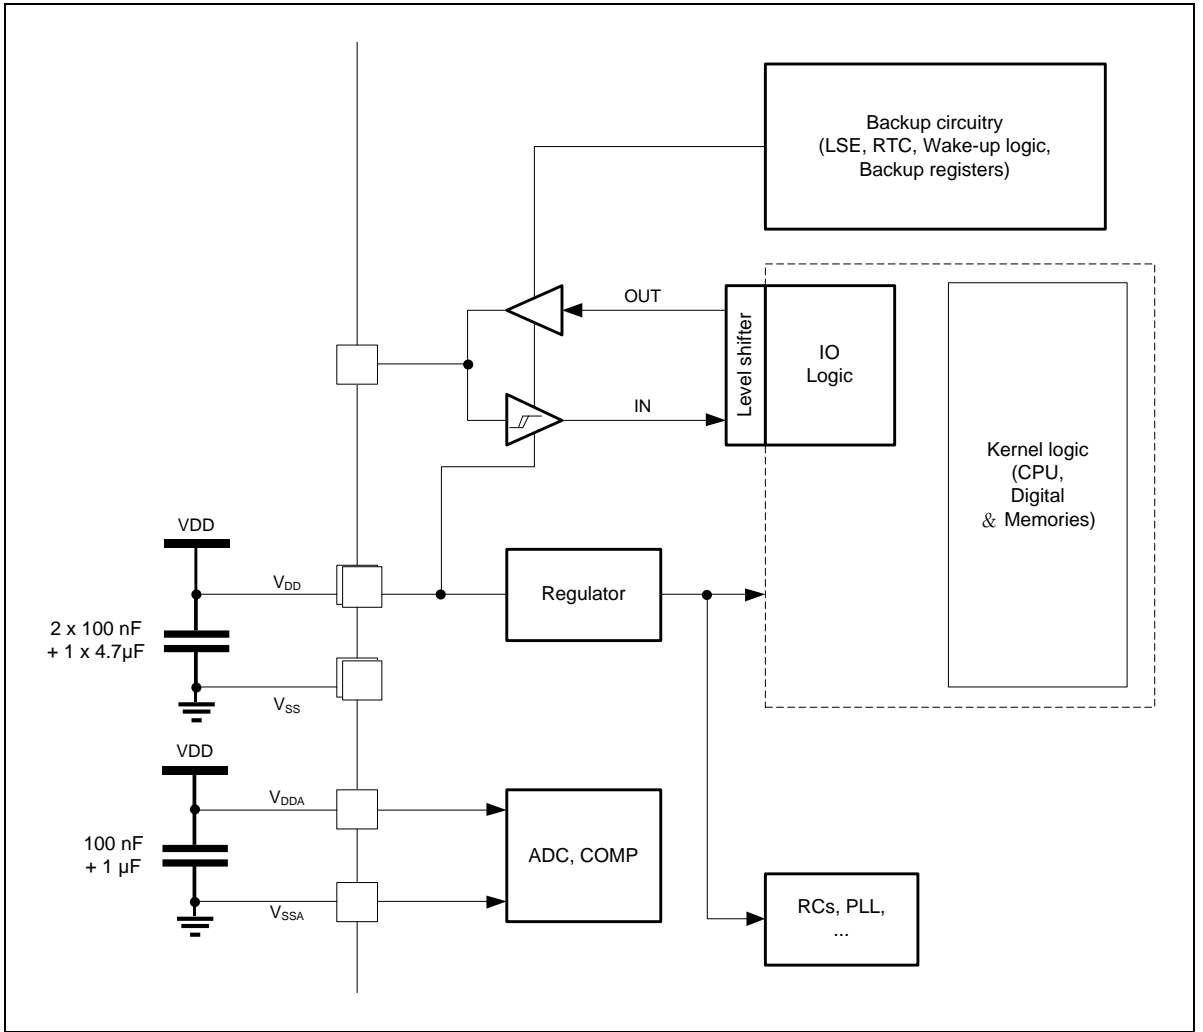 Backup circuitry
(LSE, RTC, Wake-up logic,
Backup registers)
OUT
Level shifter
IO
Logic
IN
Kernel logic
(CPU,
Digital
& Memories)
VDD
VDD
Regulator
2 x 100 nF
+ 1 x 4.7µF
VSS
VDD
VDDA
100 nF
+ 1 µF
ADC, COMP
VSSA
RCs, PLL,
...